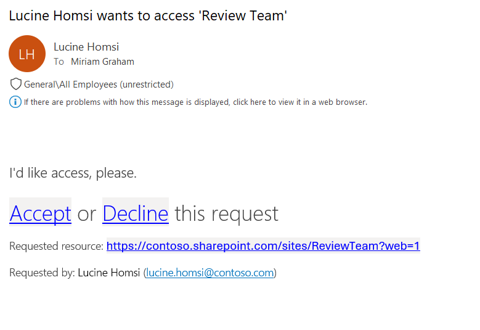 Lucine Homsi wants to access 'Review Team'
LH
Lucine Homsi
To Miriam Graham
General\All Employees (unrestricted)
If there are problems with how this message is displayed, click here to view it in a web browser.
I'd like access, please.
Accept or Decline this request
Requested resource: https://contoso.sharepoint.com/sites/ReviewTeam?web=1
Requested by: Lucine Homsi (lucine.homsi@contoso.com)